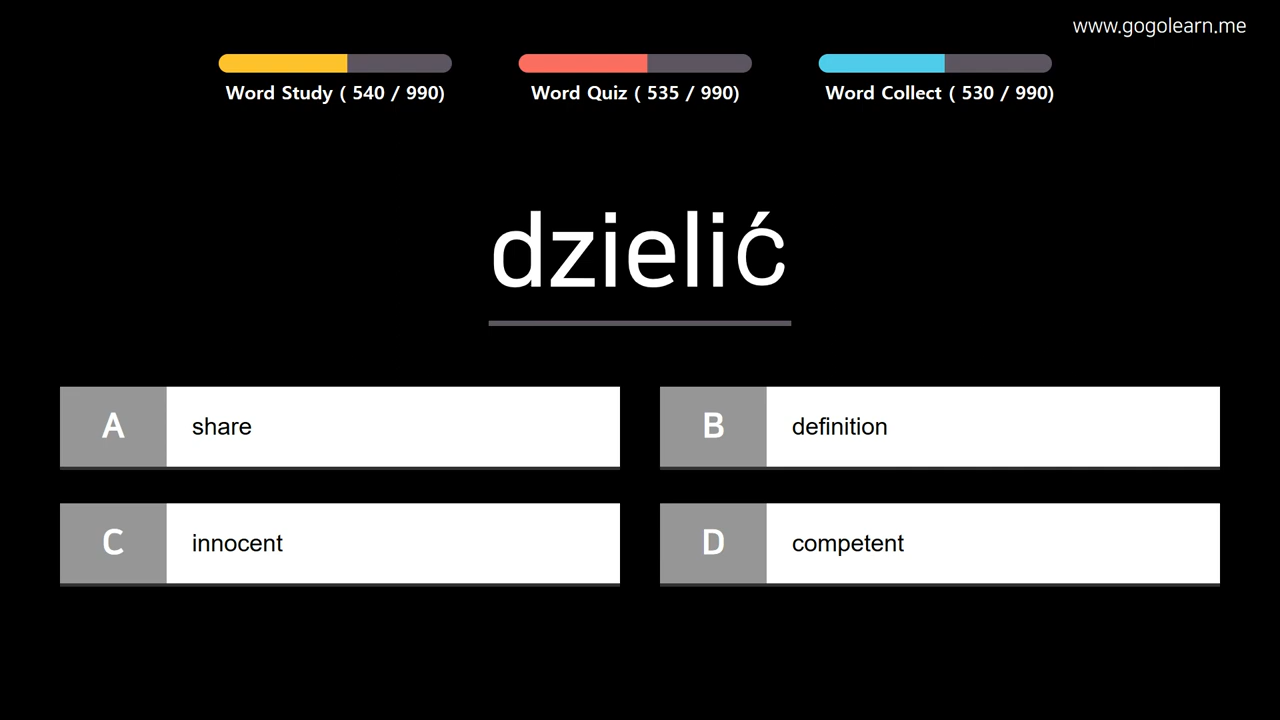 www.gogolearn.me
Word Study ( 540 / 990)
Word Quiz ( 535 / 990)
Word Collect ( 530 / 990)
dzielić
A share
B definition
C innocent
D competent